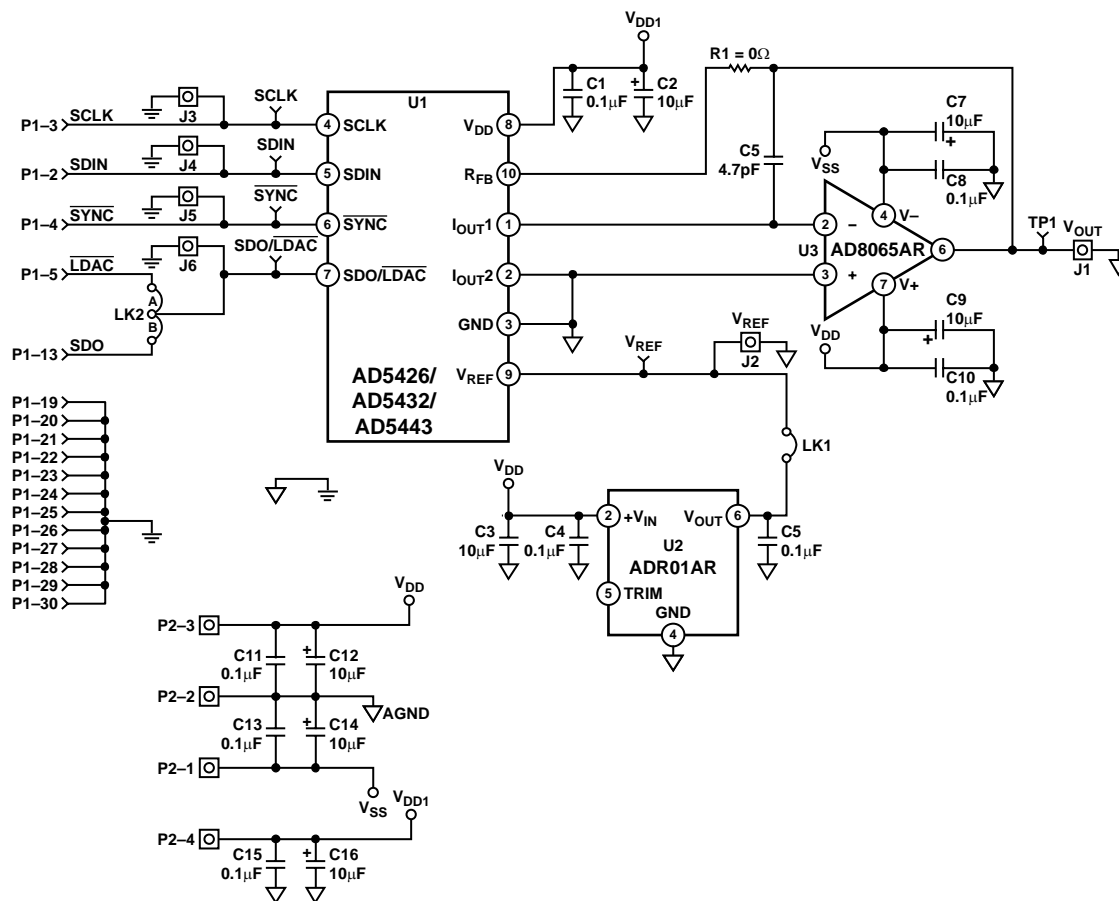 VDD1
R1 = 0Ω
C1
0.1µF
+
C2
10µF
C7
10µF
+
VSS
C8
0.1µF
C5
4.7pF
P1–3
SCLK
J3
SCLK
P1–2
SDIN
J4
SDIN
P1–4
S̅Y̅N̅C̅
J5
S̅Y̅N̅C̅
P1–5
L̅D̅A̅C̅
J6
SDO/L̅D̅A̅C̅
A
LK2
B
P1–13
SDO
U1
4
SCLK
5
SDIN
6
S̅Y̅N̅C̅
7
SDO/L̅D̅A̅C̅
VDD
8
RFB
10
IOUT1
1
IOUT2
2
GND
3
VREF
9
AD5426/
AD5432/
AD5443
2
–
4
V–
U3
AD8065AR
6
3
+
7
V+
TP1
VOUT
J1
VDD
C9
10µF
+
C10
0.1µF
VREF
VREF
J2
LK1
P1–19
P1–20
P1–21
P1–22
P1–23
P1–24
P1–25
P1–26
P1–27
P1–28
P1–29
P1–30
VDD
C3
10µF
C4
0.1µF
2
+VIN
VOUT
6
U2
ADR01AR
5
TRIM
GND
4
C5
0.1µF
VDD
P2–3
C11
0.1µF
+
C12
10µF
P2–2
AGND
C13
0.1µF
+
C14
10µF
P2–1
VSS
VDD1
P2–4
C15
0.1µF
+
C16
10µF